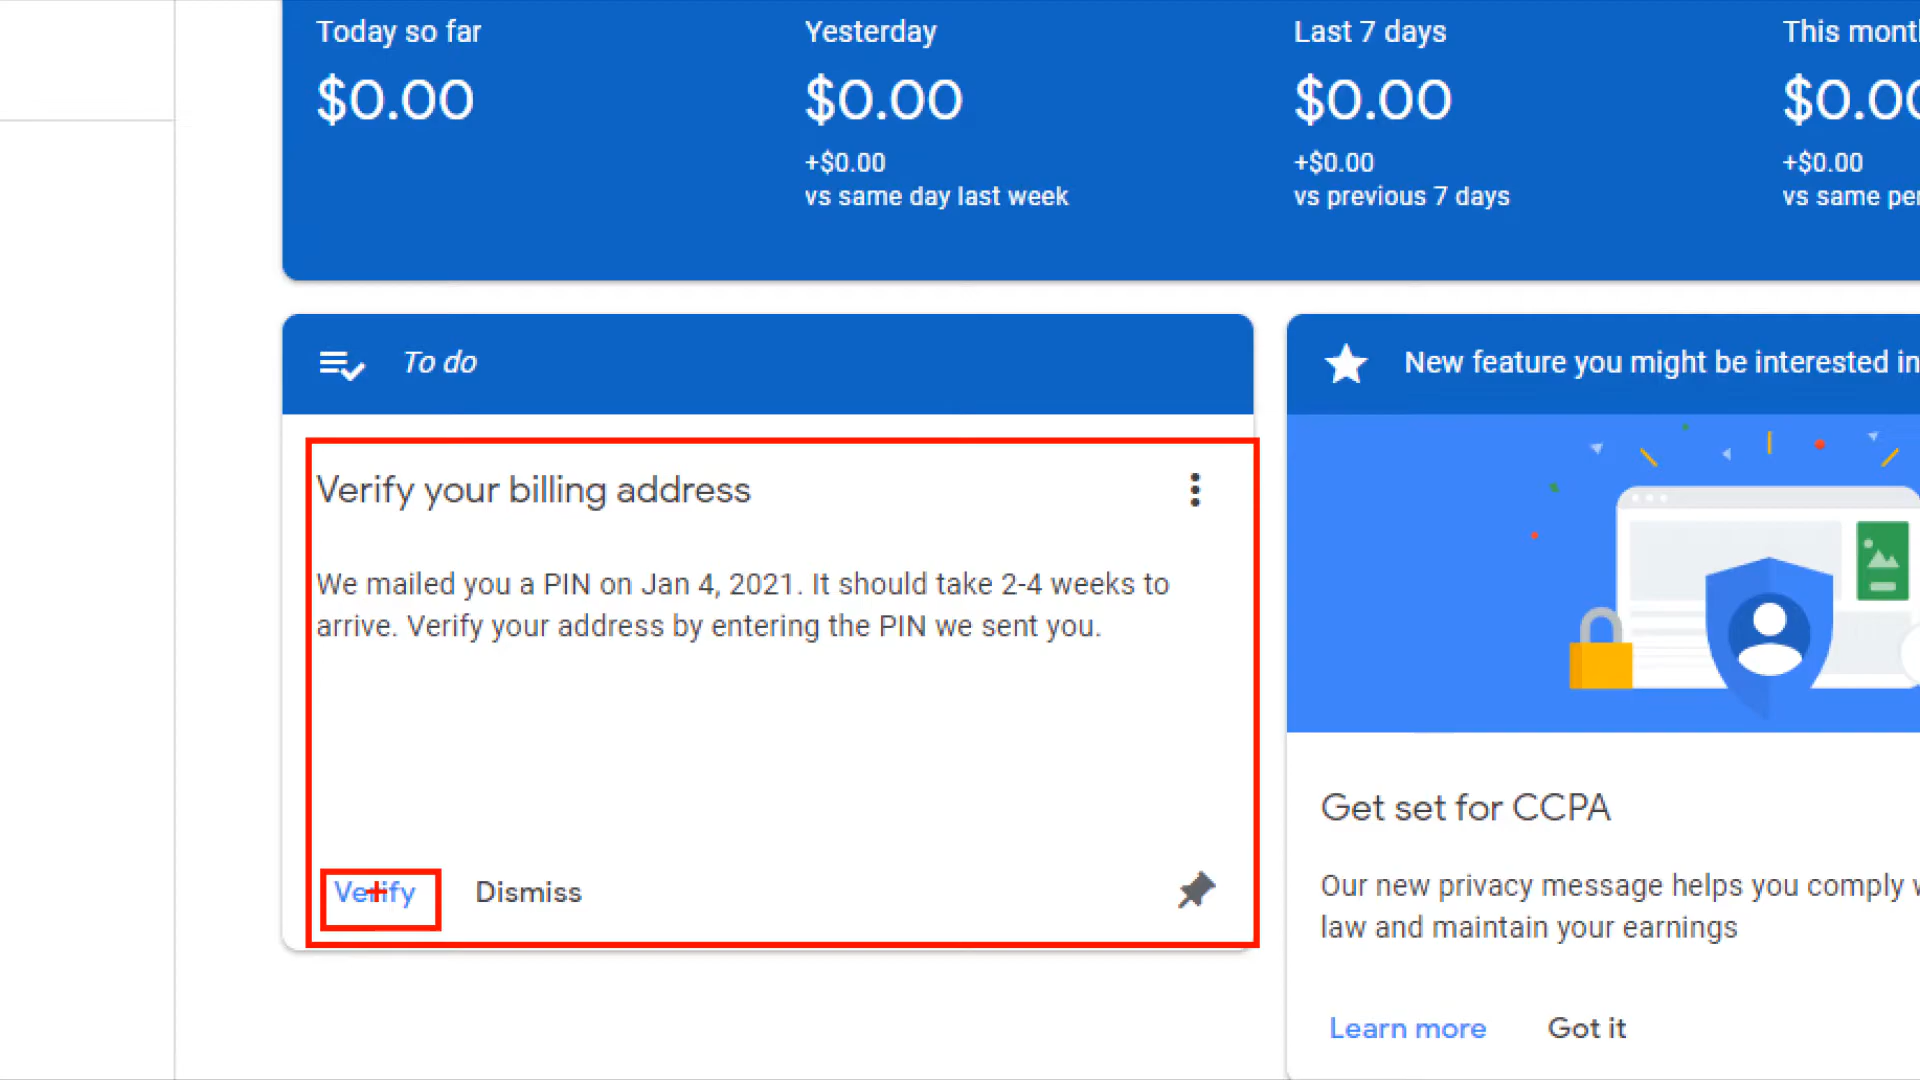 Today so far
$0.00
Yesterday
$0.00
+$0.00
vs same day last week
Last 7 days
$0.00
+$0.00
vs previous 7 days
This mont
$0.00
+$0.00
vs same pe
To do
Verify your billing address
We mailed you a PIN on Jan 4, 2021. It should take 2-4 weeks to
arrive. Verify your address by entering the PIN we sent you.
Verify
Dismiss
New feature you might be interested in
Get set for CCPA
Our new privacy message helps you comply
law and maintain your earnings
Learn more
Got it